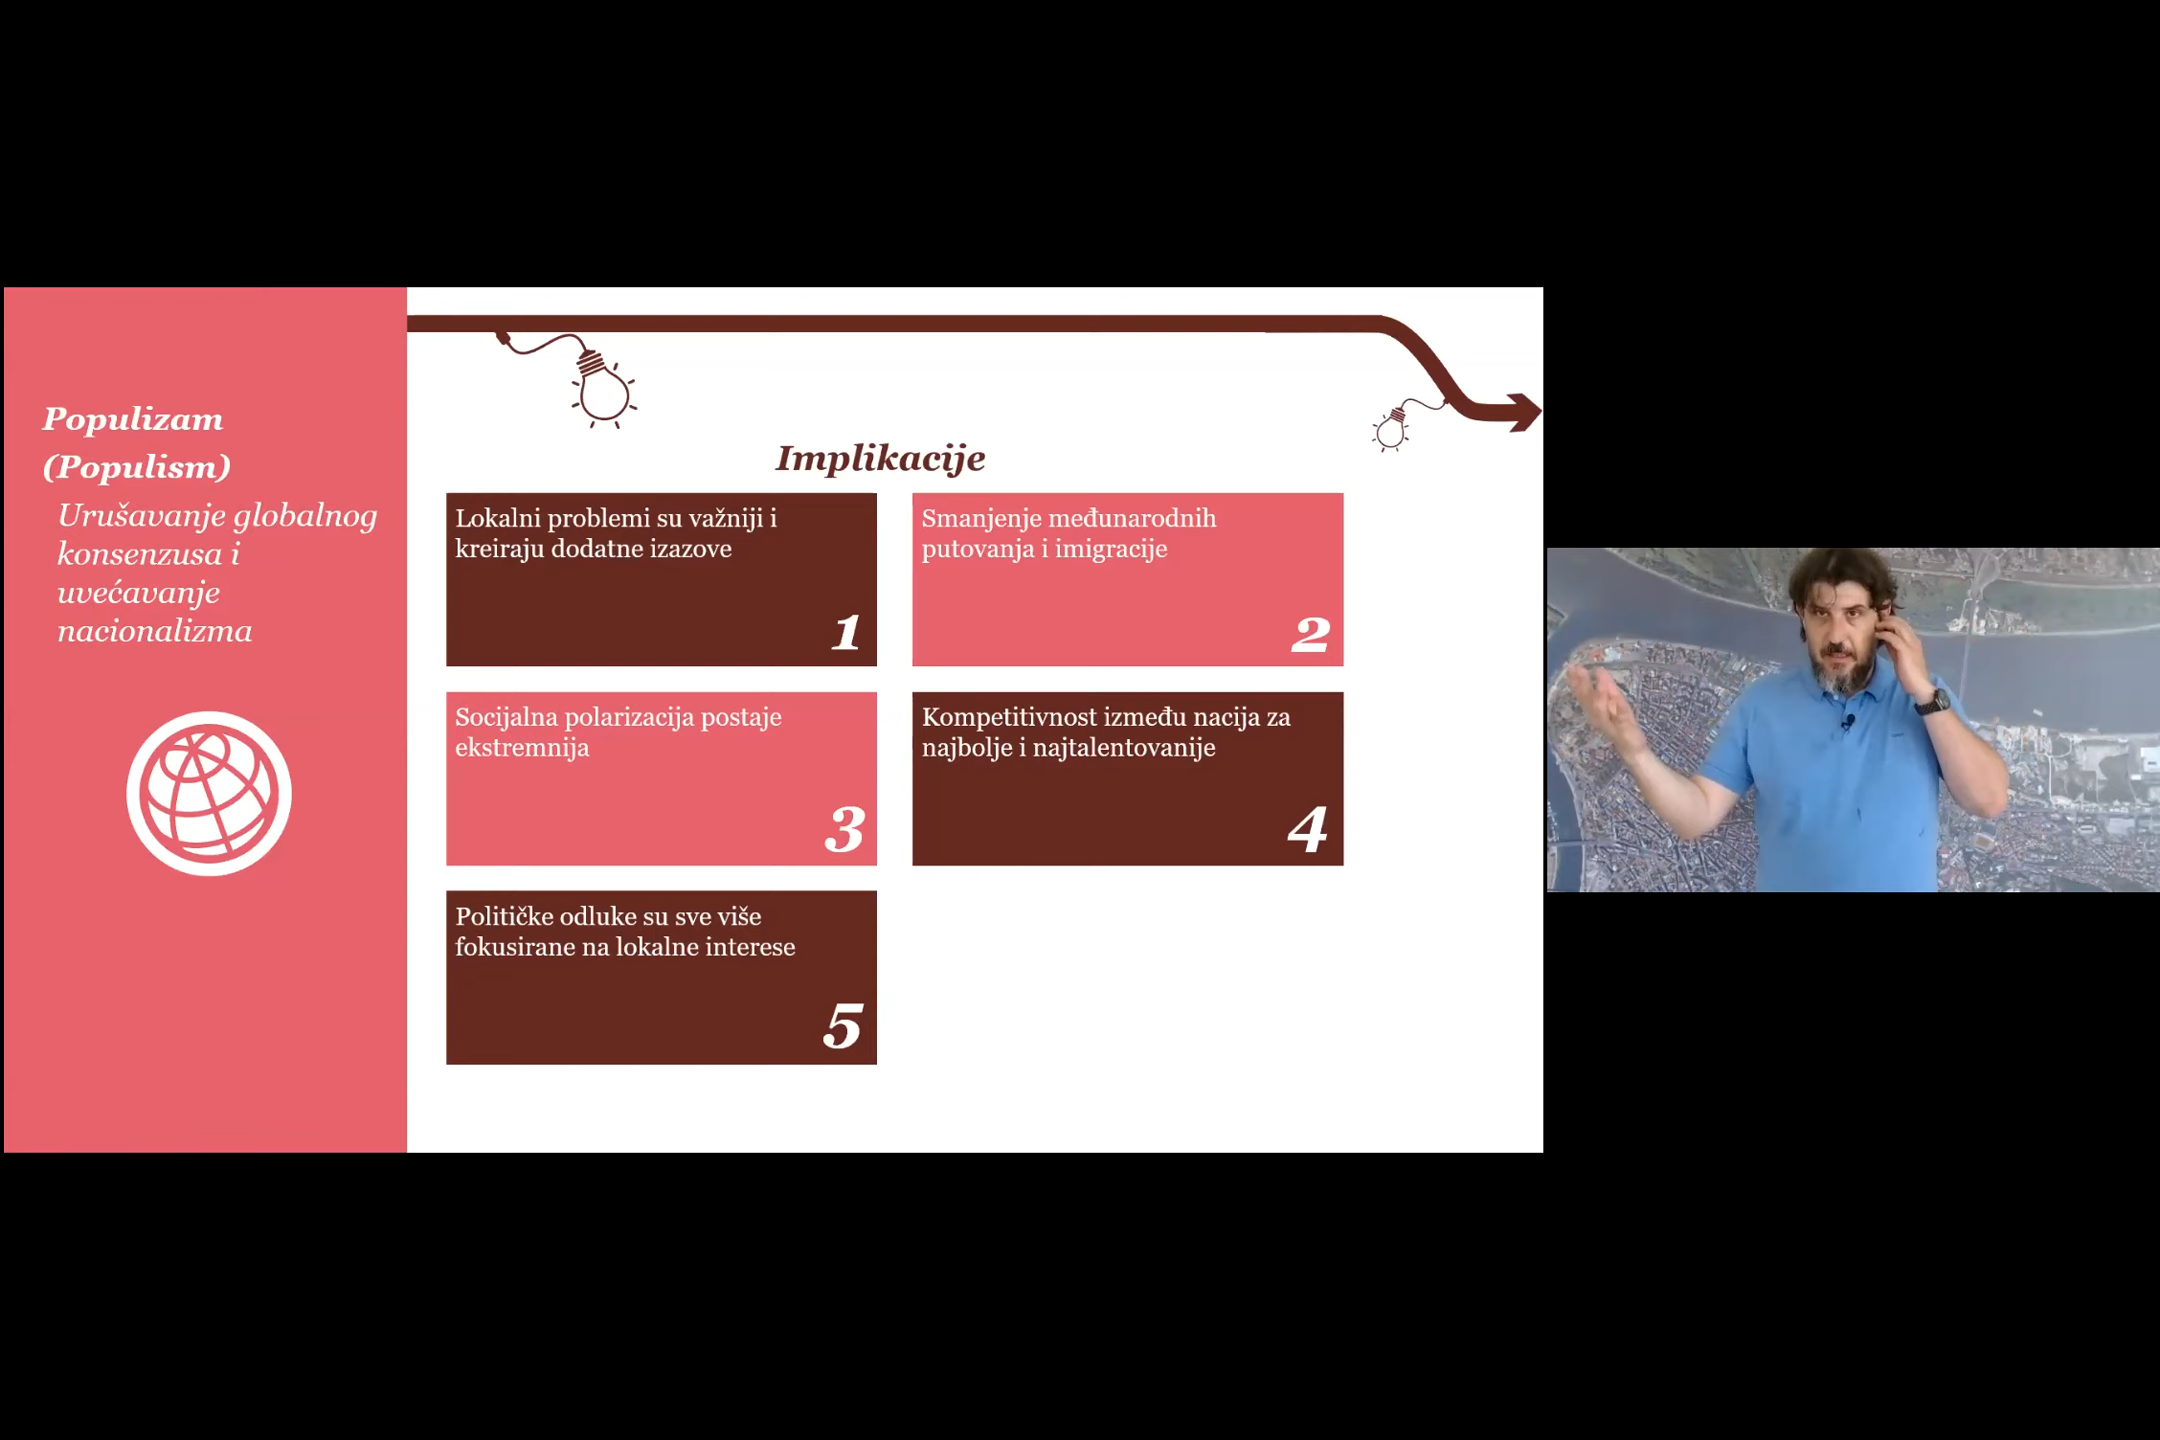 Populizam
(Populism)
Urušavanje globalnog
konsenzusa i
uvećavanje
nacionalizma
Implikacije
Lokalni problemi su važniji i
kreiraju dodatne izazove
1
Smanjenje međunarodnih
putovanja i imigracije
2
Socijalna polarizacija postaje
ekstremnija
3
Kompetitivnost između nacija za
najbolje i najtalentovanije
4
Političke odluke su sve više
fokusirane na lokalne interese
5